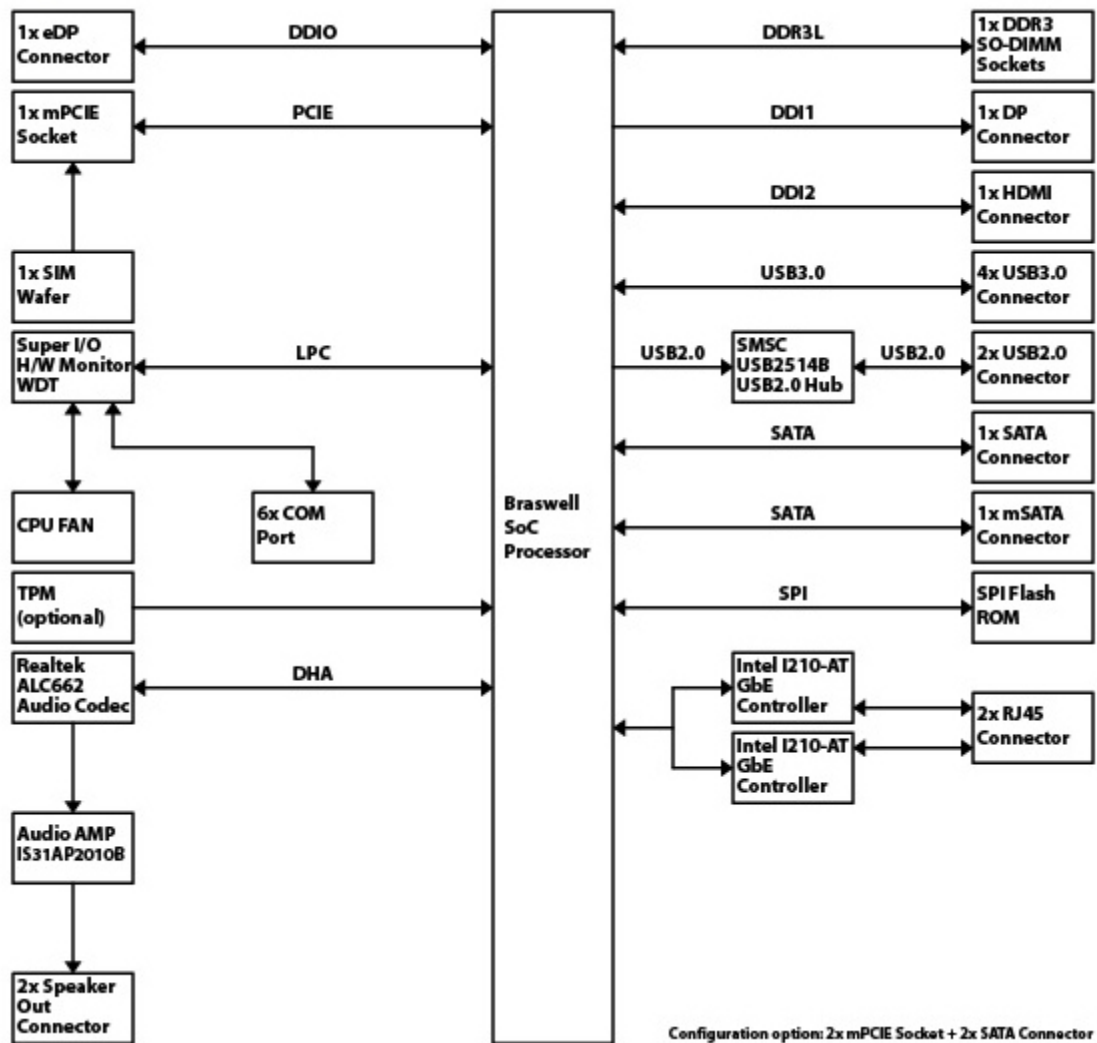 1x eDP
Connector
DDIO
DDR3L
1x DDR3
SO-DIMM
Sockets
1x mPCIE
Socket
PCIE
DDI1
1x DP
Connector
DDI2
1x HDMI
Connector
1x SIM
Wafer
USB3.0
4x USB3.0
Connector
Super I/O
H/W Monitor
WDT
LPC
USB2.0
SMSC
USB2514B
USB2.0 Hub
USB2.0
2x USB2.0
Connector
SATA
1x SATA
Connector
CPU FAN
6x COM
Port
Braswell
SoC
Processor
SATA
1x mSATA
Connector
TPM
(optional)
SPI
SPI Flash
ROM
Realtek
ALC662
Audio Codec
DHA
Intel I210-AT
GbE
Controller
2x RJ45
Connector
Intel I210-AT
GbE
Controller
Audio AMP
IS31AP2010B
2x Speaker
Out
Connector
Configuration option: 2x mPCIE Socket + 2x SATA Connector